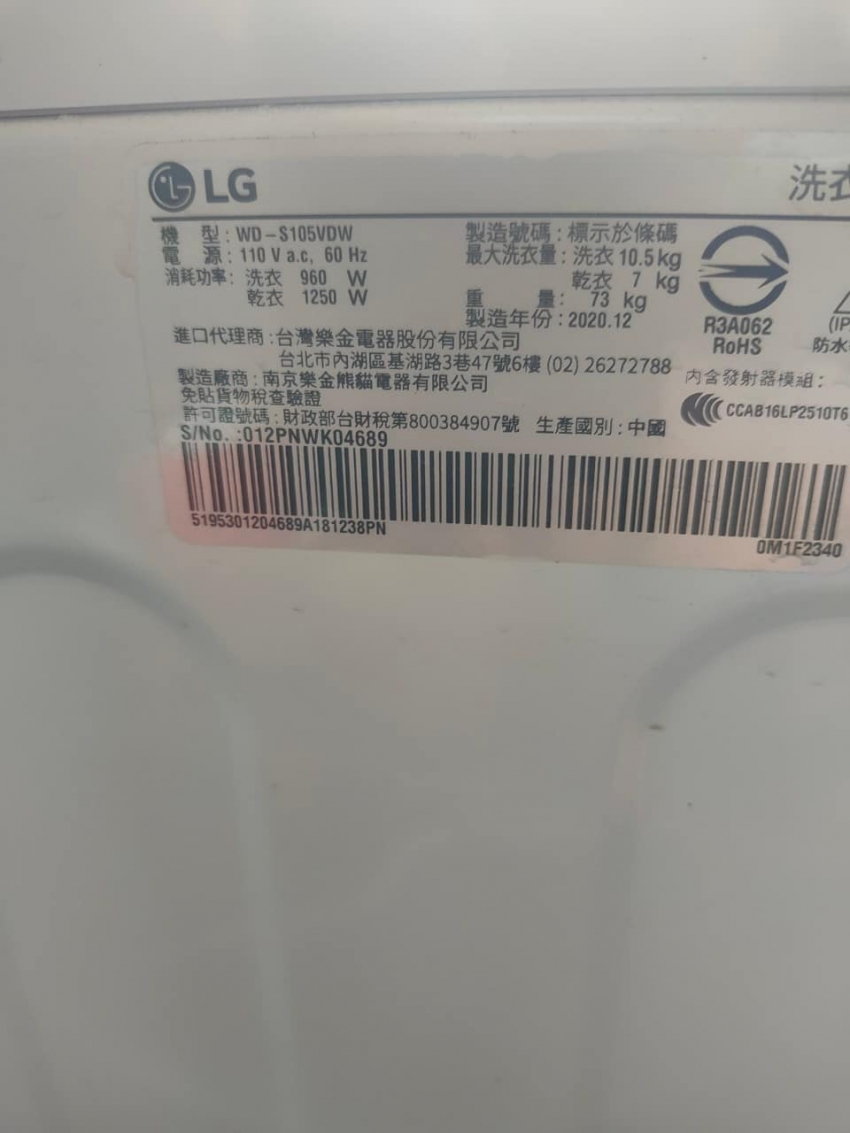 LG
洗衣
機 型：WD-S105VDW
電 源：110 V a.c, 60 Hz
消耗功率：洗衣 960 W
乾衣 1250 W
製造號碼：標示於條碼
最大洗衣量：洗衣 10.5 kg
乾衣 7 kg
重 量：73 kg
製造年份：2020.12
R3A062
RoHS
(IP
防水
進口代理商：台灣樂金電器股份有限公司
台北市內湖區基湖路3巷47號6樓 (02) 26272788
製造廠商：南京樂金熊貓電器有限公司
免貼貨物稅查驗證
許可證號碼：財政部台財稅第800384907號 生產國別：中國
內含發射器模組：
CCAB16LP2510T6
S/No. :012PNWK04689
5195301204689A181238PN
0M1F2340